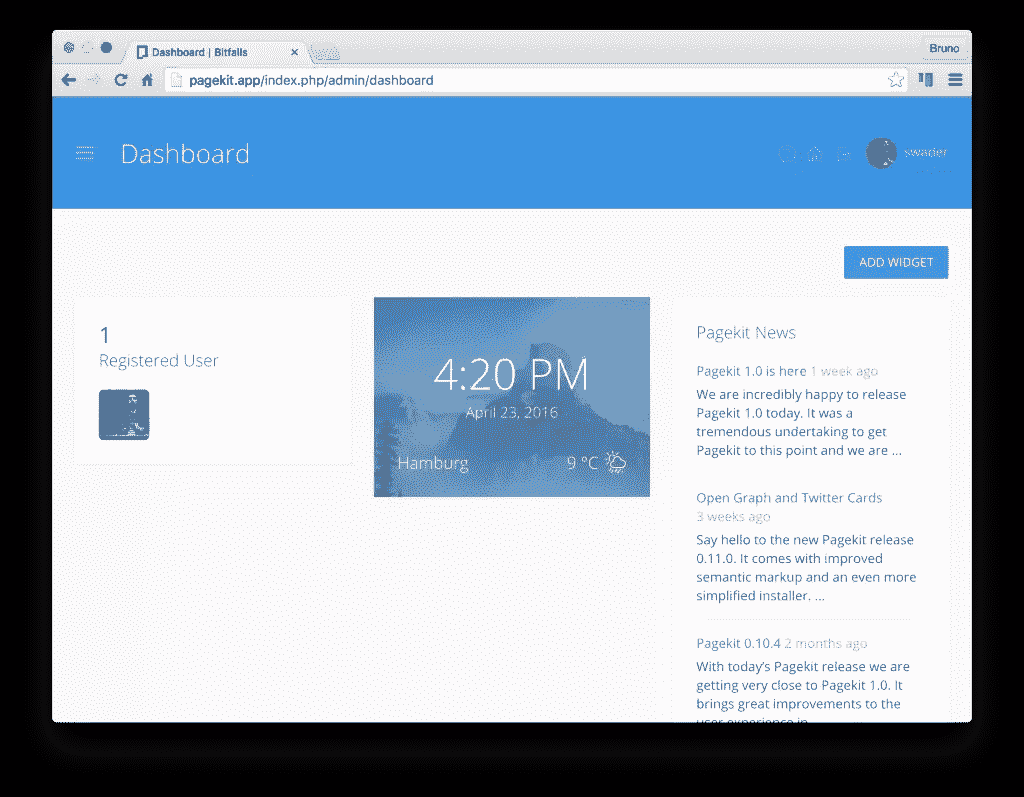 Dashboard | Bitfalls
Bruno
pagekit.app/index.php/admin/dashboard
Dashboard
swader
ADD WIDGET
1
Registered User
4:20 PM
April 23, 2016
Hamburg
9 °C
Pagekit News
Pagekit 1.0 is here 1 week ago
We are incredibly happy to release
Pagekit 1.0 today. It was a
tremendous undertaking to get
Pagekit to this point and we are ...
Open Graph and Twitter Cards
3 weeks ago
Say hello to the new Pagekit release
0.11.0. It comes with improved
semantic markup and an even more
simplified installer. ...
Pagekit 0.10.4 2 months ago
With today’s Pagekit release we are
getting very close to Pagekit 1.0. It
brings great improvements to the
user experience in